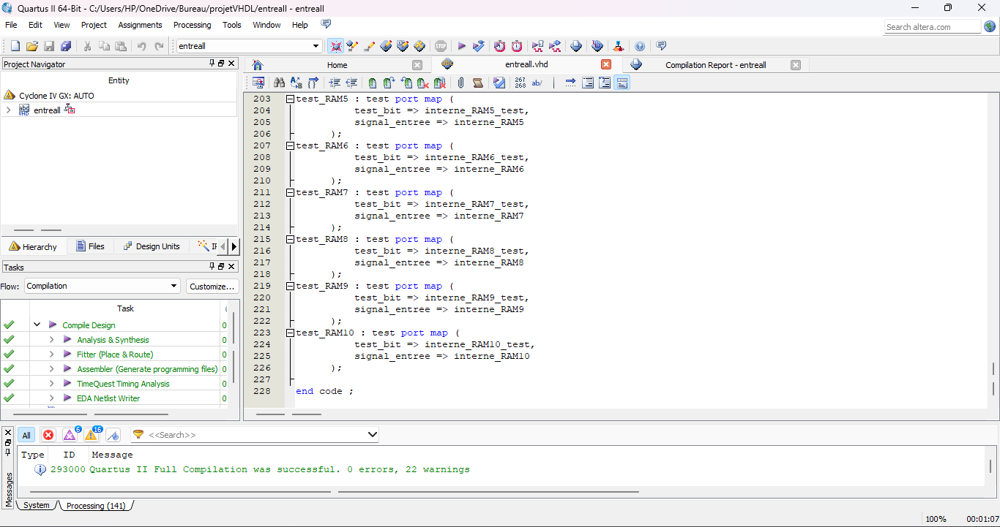 Quartus II 64-Bit - C:/Users/HP/OneDrive/Bureau/projetVHDL/entreall - entreall
File Edit View Project Assignments Processing Tools Window Help
Search altera.com
entreall
Project Navigator
Home
entreall.vhd
Compilation Report - entreall
Entity
Cyclone IV GX: AUTO
entreall
Hierarchy Files Design Units
Tasks
Flow: Compilation Customize...
Task
Compile Design
Analysis & Synthesis
Fitter (Place & Route)
Assembler (Generate programming files)
TimeQuest Timing Analysis
EDA Netlist Writer
267
268
ab/
203 test_RAM5 : test port map (
204 test_bit => interne_RAM5_test,
205 signal_entree => interne_RAM5
206 );
207 test_RAM6 : test port map (
208 test_bit => interne_RAM6_test,
209 signal_entree => interne_RAM6
210 );
211 test_RAM7 : test port map (
212 test_bit => interne_RAM7_test,
213 signal_entree => interne_RAM7
214 );
215 test_RAM8 : test port map (
216 test_bit => interne_RAM8_test,
217 signal_entree => interne_RAM8
218 );
219 test_RAM9 : test port map (
220 test_bit => interne_RAM9_test,
221 signal_entree => interne_RAM9
222 );
223 test_RAM10 : test port map (
224 test_bit => interne_RAM10_test,
225 signal_entree => interne_RAM10
226 );
227
228 end code ;
All 6 16 <<Search>>
Type ID Message
293000 Quartus II Full Compilation was successful. 0 errors, 22 warnings
Messages
System Processing (141)
100% 00:01:07